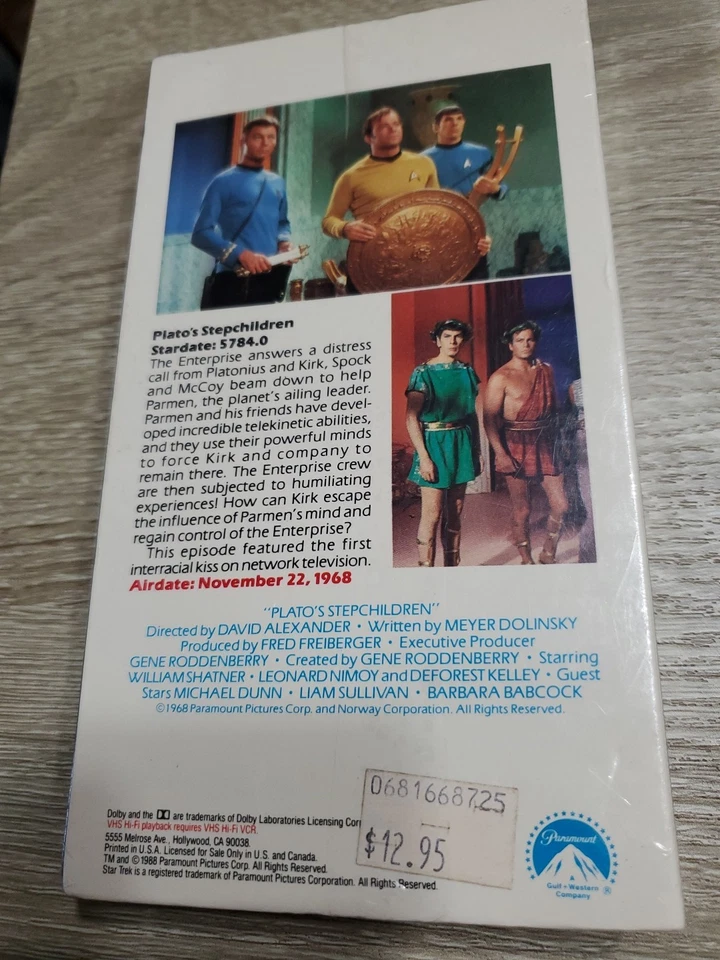 Plato's Stepchildren
Stardate: 5784.0
The Enterprise answers a distress
call from Platonius and Kirk, Spock
and McCoy beam down to help
Parmen, the planet's ailing leader.
Parmen and his friends have devel-
oped incredible telekinetic abilities,
and they use their powerful minds
to force Kirk and company to
remain there. The Enterprise crew
are then subjected to humiliating
experiences! How can Kirk escape
the influence of Parmen's mind and
regain control of the Enterprise?
This episode featured the first
interracial kiss on network television.
Airdate: November 22, 1968
"PLATO'S STEPCHILDREN"
Directed by DAVID ALEXANDER • Written by MEYER DOLINSKY
Produced by FRED FREIBERGER • Executive Producer
GENE RODDENBERRY • Created by GENE RODDENBERRY • Starring
WILLIAM SHATNER • LEONARD NIMOY and DEFOREST KELLEY • Guest
Stars MICHAEL DUNN • LIAM SULLIVAN • BARBARA BABCOCK
©1968 Paramount Pictures Corp. and Norway Corporation. All Rights Reserved.
Dolby and the DD are trademarks of Dolby Laboratories Licensing Cor
VHS Hi-Fi playback requires VHS Hi-Fi VCR.
5555 Melrose Ave., Hollywood, CA 90038.
Printed in U.S.A. Licensed for Sale Only in U.S. and Canada.
TM and © 1988 Paramount Pictures Corp. All Rights Reserved.
Star Trek is a registered trademark of Paramount Pictures Corporation. All Rights Reserved.
0681668725
$12.95
Paramount
A
Gulf+Western
Company
®